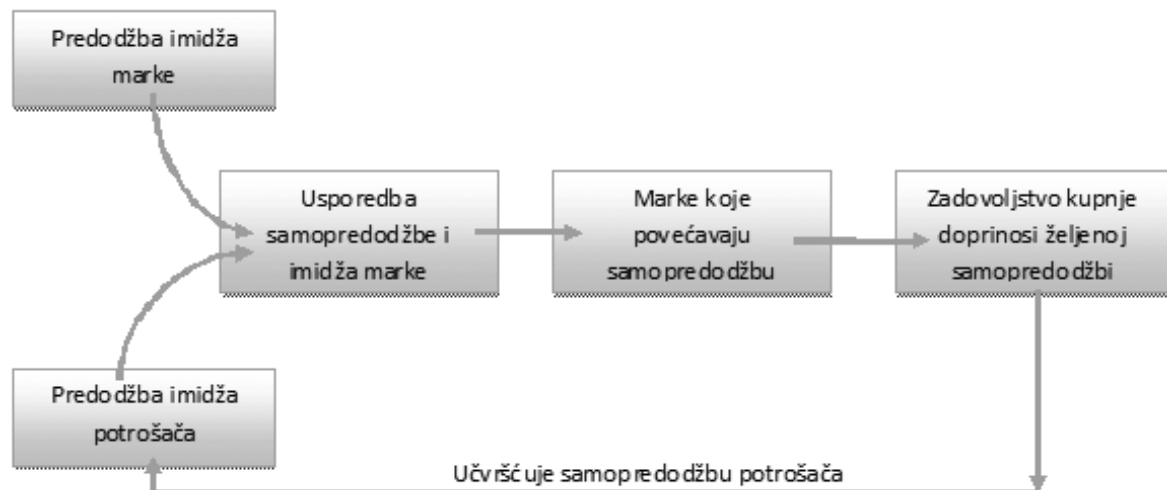 Predodžba imidža
marke
Usporedba
samopredodžbe i
imidža marke
Marke koje
povećavaju
samopredodžbu
Zadovoljstvo kupnje
doprinosi željenoj
samopredodžbi
Predodžba imidža
potrošača
Učvršćuje samopredodžbu potrošača